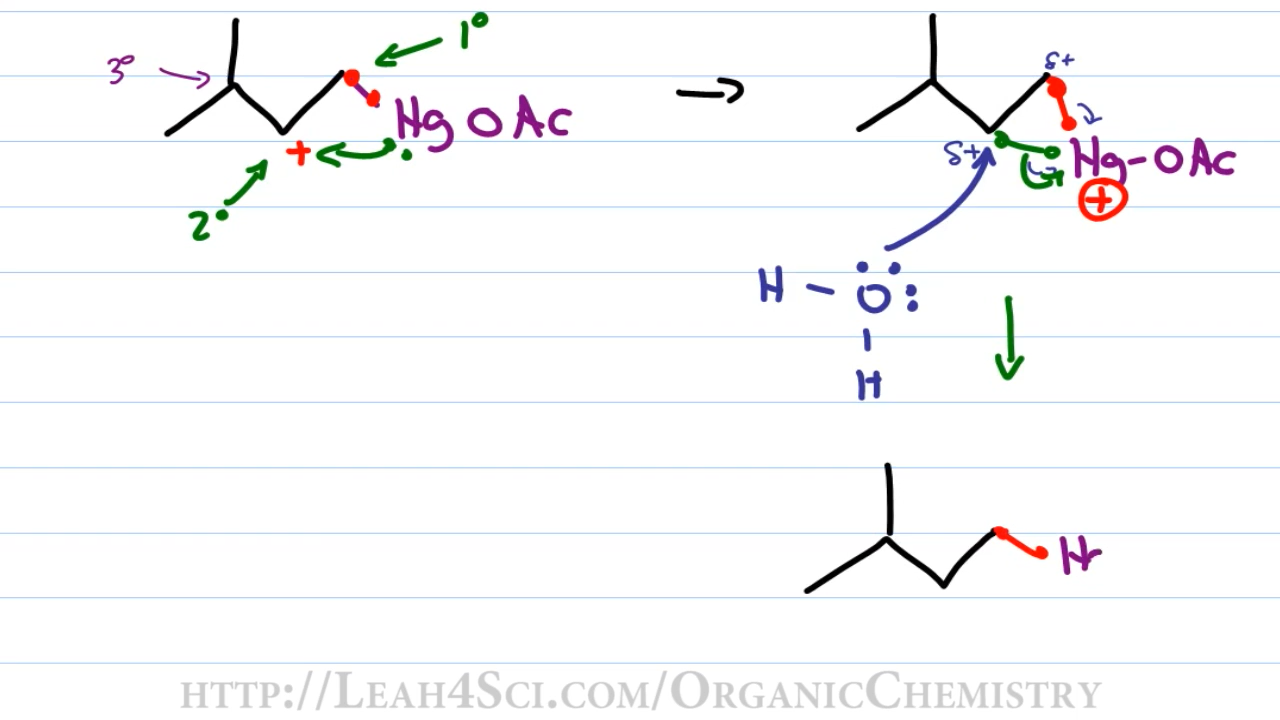 1°
3°
Hg OAc
+
2°
δ+
Hg-OAc
δ+
+
H - O
H
H
HTTP://LEAH4SCI.COM/ORGANICCHEMISTRY